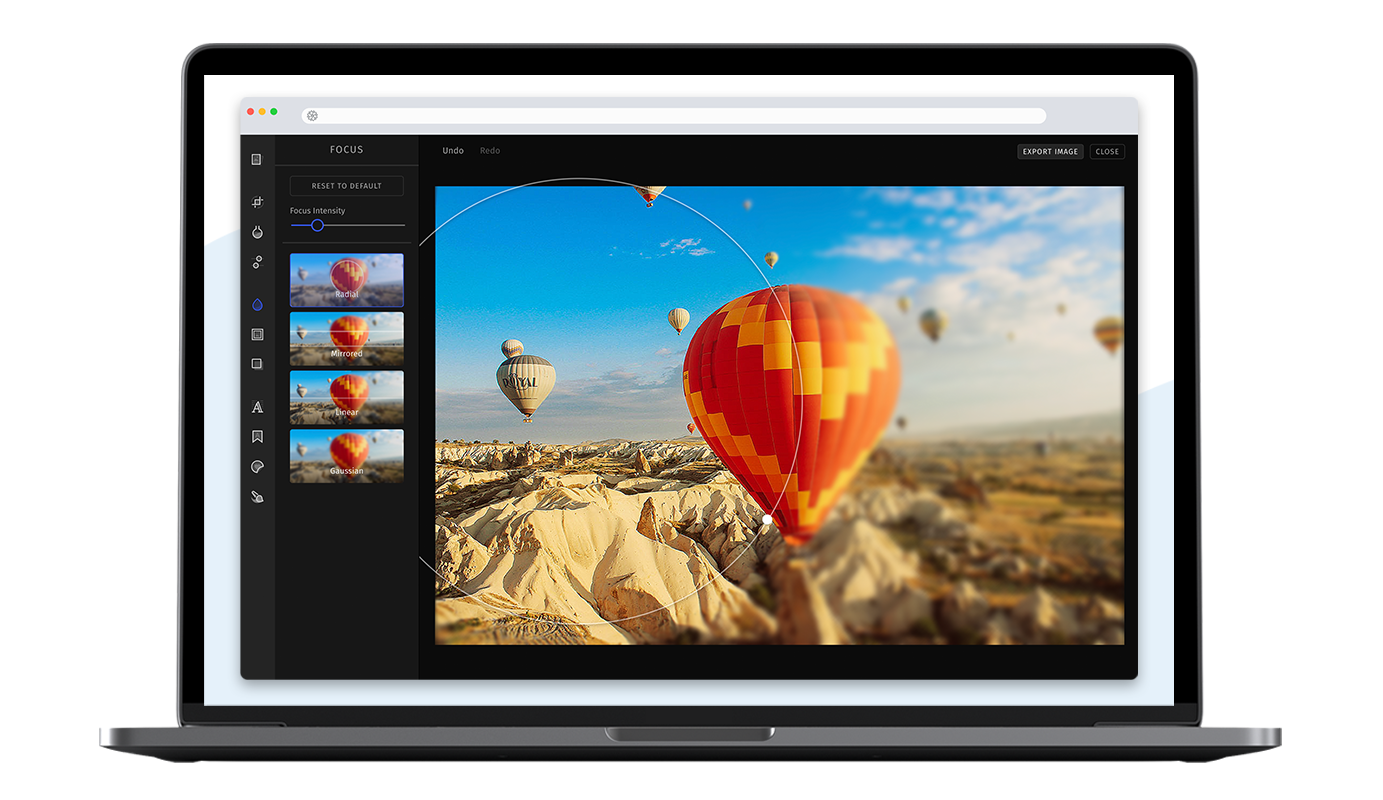 FOCUS
Undo
Redo
EXPORT IMAGE
CLOSE
RESET TO DEFAULT
Focus Intensity
Radial
Mirrored
Linear
Gaussian
ROYAL